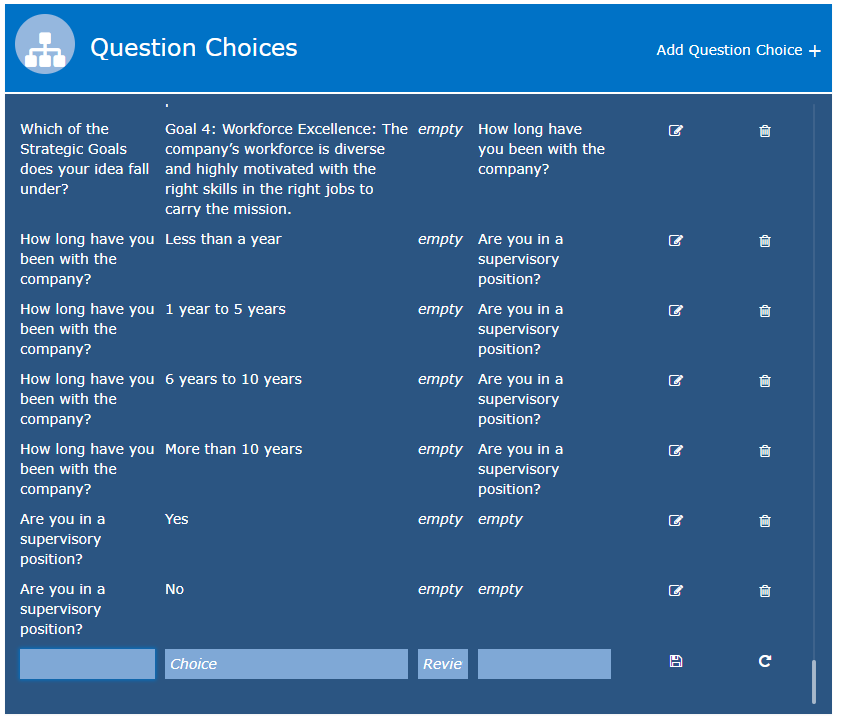 Question Choices
Add Question Choice +
Which of the
Strategic Goals
does your idea fall
under?
Goal 4: Workforce Excellence: The
company’s workforce is diverse
and highly motivated with the
right skills in the right jobs to
carry the mission.
empty
How long have
you been with the
company?
How long have you
been with the
company?
Less than a year
empty
Are you in a
supervisory
position?
How long have you
been with the
company?
1 year to 5 years
empty
Are you in a
supervisory
position?
How long have you
been with the
company?
6 years to 10 years
empty
Are you in a
supervisory
position?
How long have you
been with the
company?
More than 10 years
empty
Are you in a
supervisory
position?
Are you in a
supervisory
position?
Yes
empty
empty
Are you in a
supervisory
position?
No
empty
empty
Choice
Revie